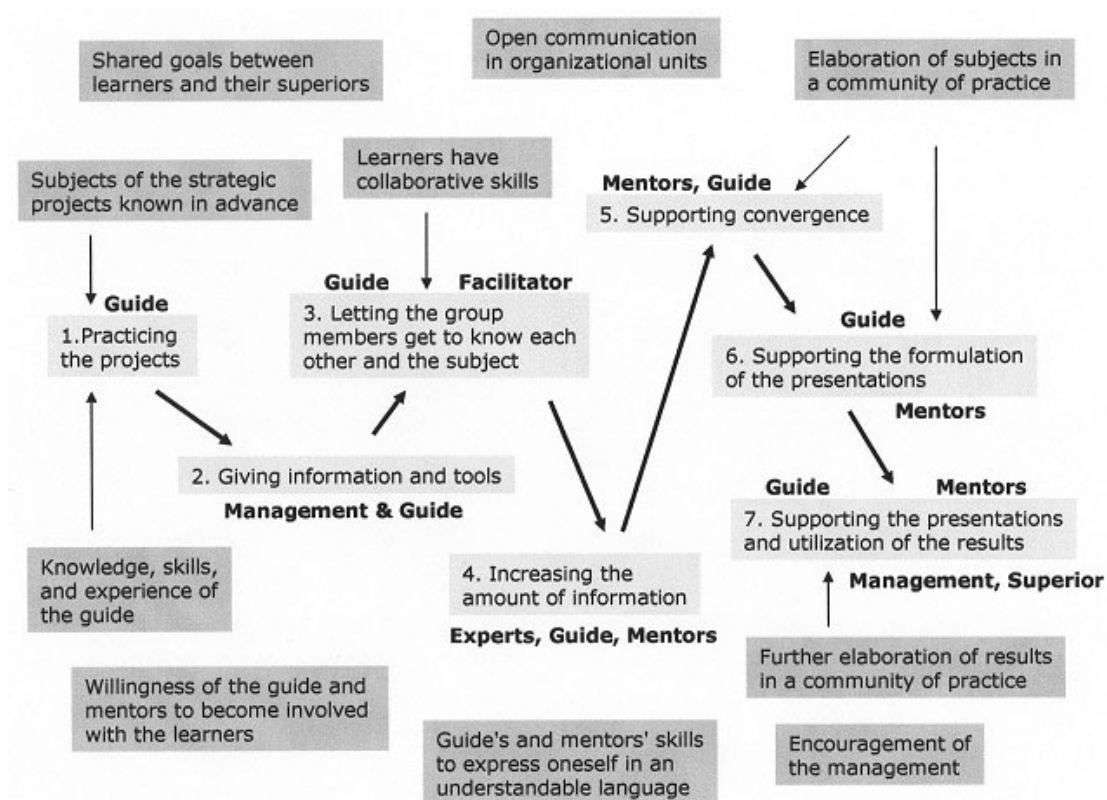 Shared goals between
learners and their superiors
Open communication
in organizational units
Elaboration of subjects in
a community of practice
Subjects of the strategic
projects known in advance
Learners have
collaborative skills
Mentors, Guide
5. Supporting convergence
Guide
1.Practicing
the projects
Guide Facilitator
3. Letting the group
members get to know each
other and the subject
Guide
6. Supporting the formulation
of the presentations
Mentors
2. Giving information and tools
Management & Guide
Guide Mentors
7. Supporting the presentations
and utilization of the results
Management, Superior
Knowledge, skills,
and experience of
the guide
4. Increasing the
amount of information
Experts, Guide, Mentors
Further elaboration of results
in a community of practice
Willingness of the guide and
mentors to become involved
with the learners
Guide's and mentors' skills
to express oneself in an
understandable language
Encouragement of
the management